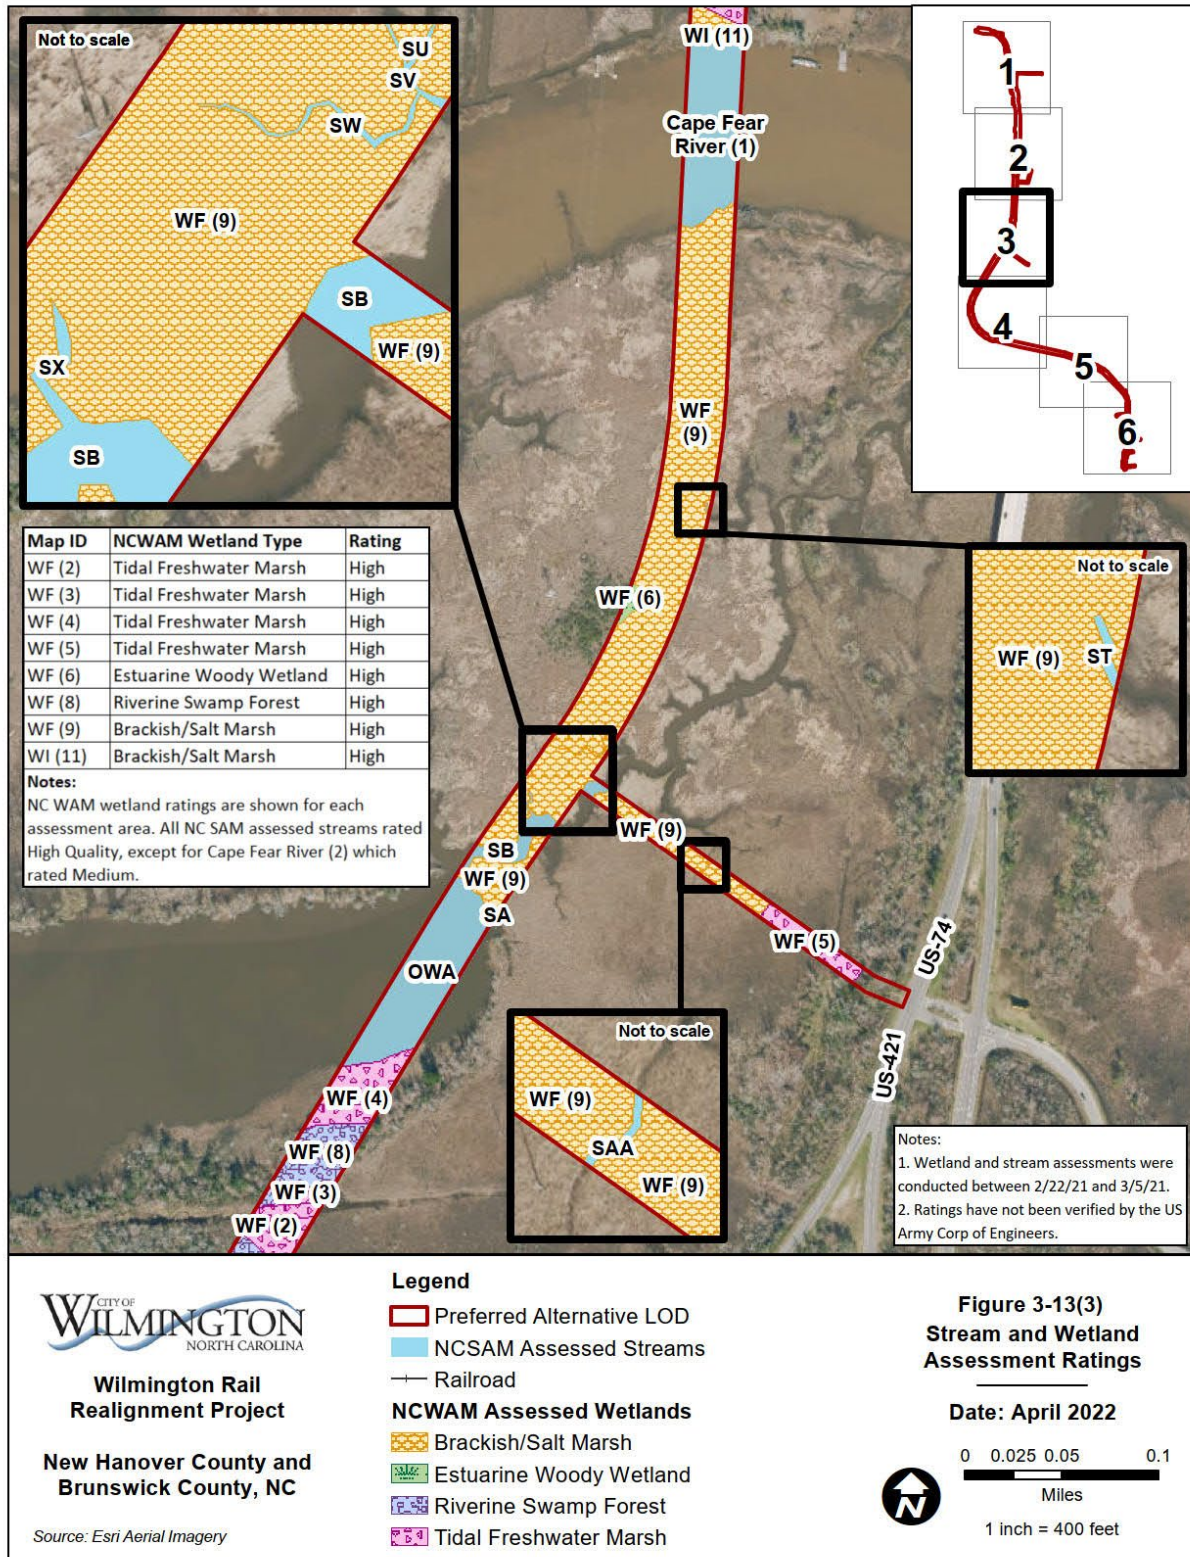 Not to scale
SU
SV
SW
WF (9)
SB
WF (9)
SX
SB
WI (11)
Cape Fear
River (1)
WF
(9)
WF (6)
WF (9)
SB
WF (9)
SA
OWA
WF (5)
WF (4)
WF (8)
WF (3)
WF (2)
US-74
US-421
1
2
3
4
5
6
Not to scale
WF (9)
ST
Not to scale
WF (9)
SAA
WF (9)
Map ID NCWAM Wetland Type Rating
WF (2) Tidal Freshwater Marsh High
WF (3) Tidal Freshwater Marsh High
WF (4) Tidal Freshwater Marsh High
WF (5) Tidal Freshwater Marsh High
WF (6) Estuarine Woody Wetland High
WF (8) Riverine Swamp Forest High
WF (9) Brackish/Salt Marsh High
WI (11) Brackish/Salt Marsh High
Notes:
NC WAM wetland ratings are shown for each
assessment area. All NC SAM assessed streams rated
High Quality, except for Cape Fear River (2) which
rated Medium.
Notes:
1. Wetland and stream assessments were
conducted between 2/22/21 and 3/5/21.
2. Ratings have not been verified by the US
Army Corp of Engineers.
CITY OF
WILMINGTON
NORTH CAROLINA
Wilmington Rail
Realignment Project
New Hanover County and
Brunswick County, NC
Source: Esri Aerial Imagery
Legend
Preferred Alternative LOD
NCSAM Assessed Streams
Railroad
NCWAM Assessed Wetlands
Brackish/Salt Marsh
Estuarine Woody Wetland
Riverine Swamp Forest
Tidal Freshwater Marsh
Figure 3-13(3)
Stream and Wetland
Assessment Ratings
Date: April 2022
0 0.025 0.05 0.1
Miles
N
1 inch = 400 feet